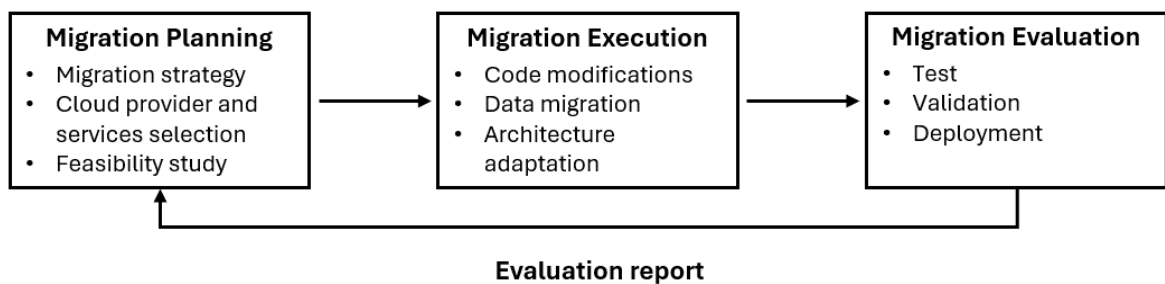 Migration Planning
• Migration strategy
• Cloud provider and
services selection
• Feasibility study
Migration Execution
• Code modifications
• Data migration
• Architecture
adaptation
Migration Evaluation
• Test
• Validation
• Deployment
Evaluation report